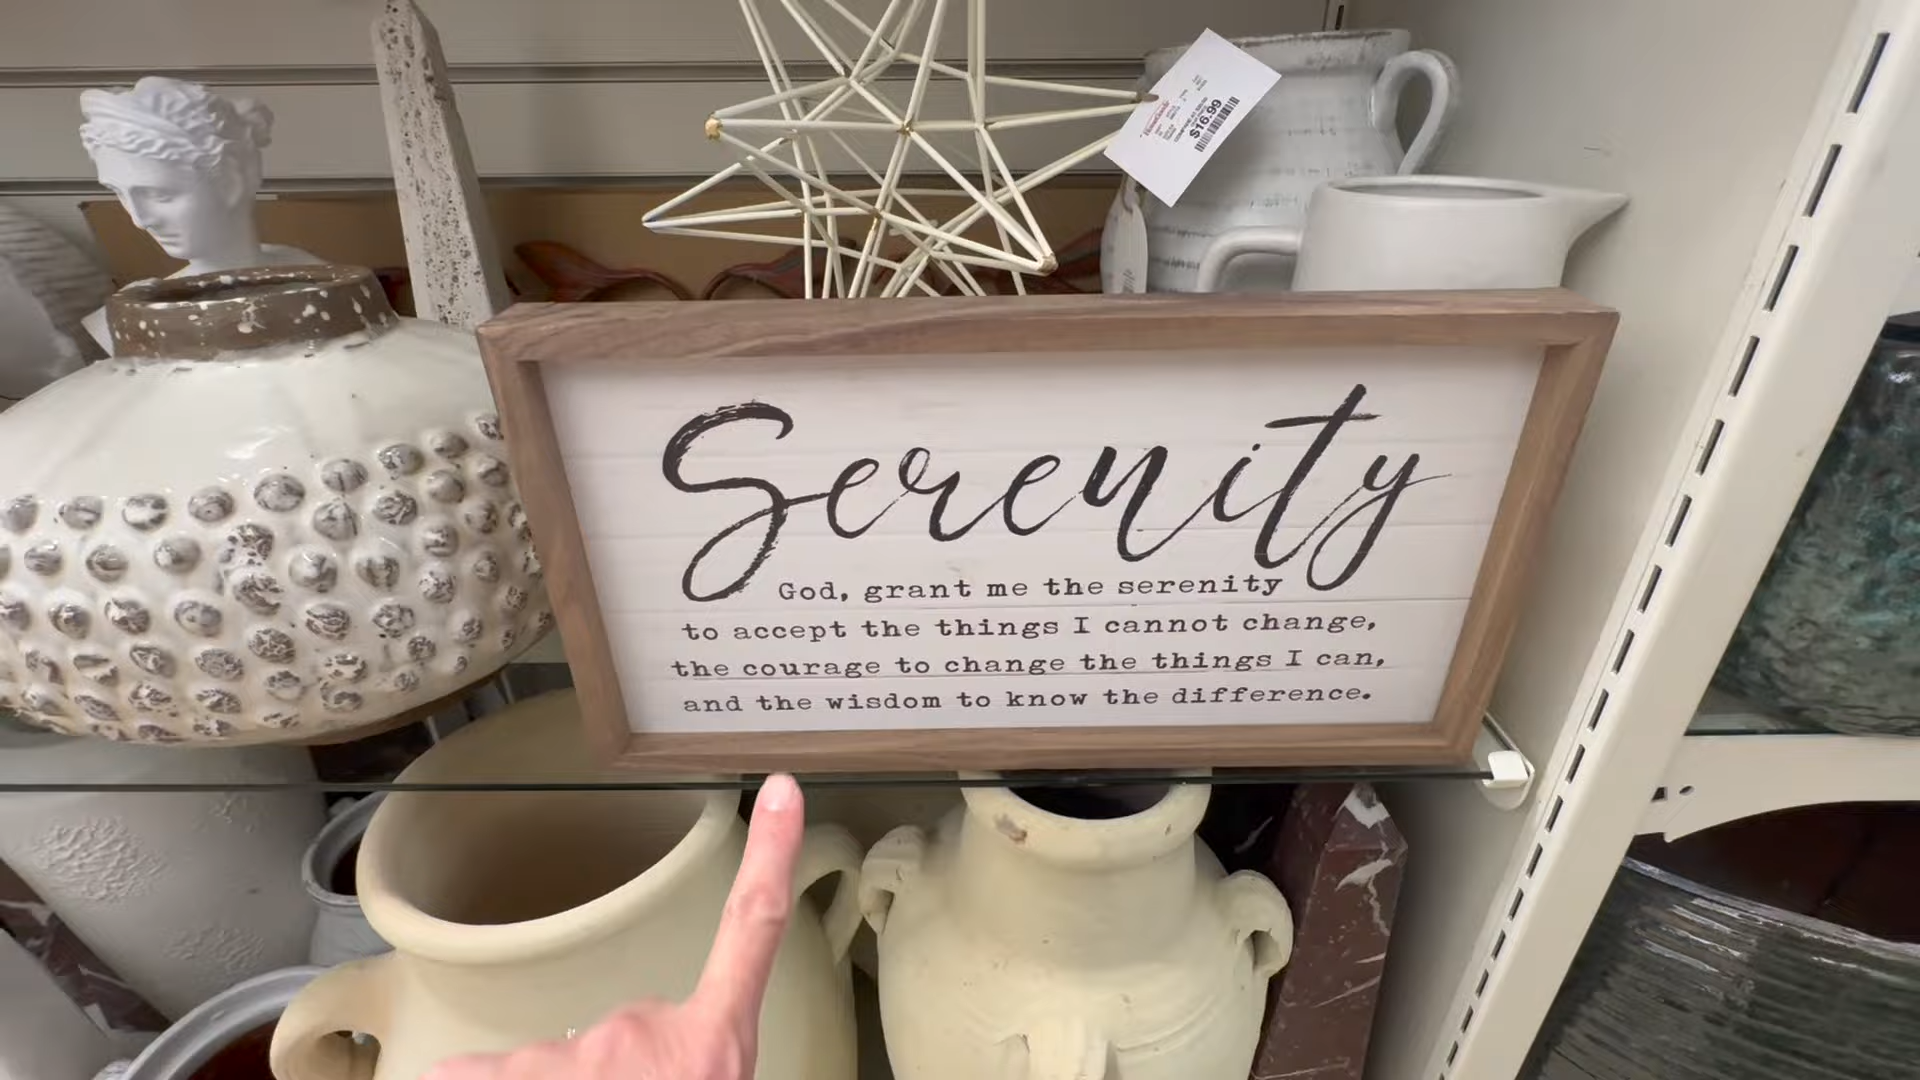 $16.99
Serenity
God, grant me the serenity
to accept the things I cannot change,
the courage to change the things I can,
and the wisdom to know the difference.